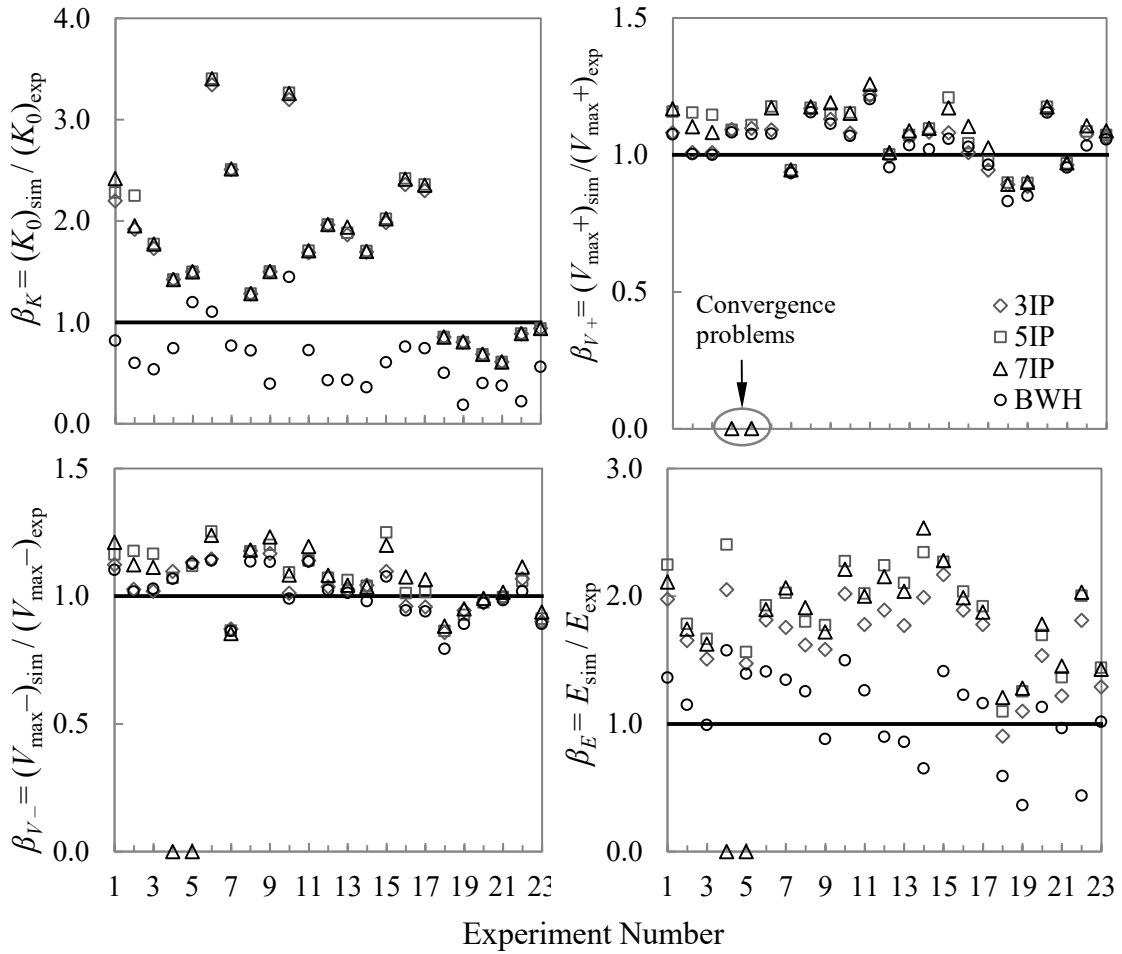 4.0
3.0
2.0
1.0
0.0
β_K = (K_0)_sim / (K_0)_exp
1.5
1.0
0.5
0.0
β_V+ = (V_max+)_sim/(V_max+)_exp
Convergence
problems
3IP
5IP
7IP
BWH
1.5
1.0
0.5
0.0
β_V− = (V_max−)_sim / (V_max−)_exp
1 3 5 7 9 11 13 15 17 19 21 23
3.0
2.0
1.0
0.0
β_E = E_sim / E_exp
1 3 5 7 9 11 13 15 17 19 21 23
Experiment Number